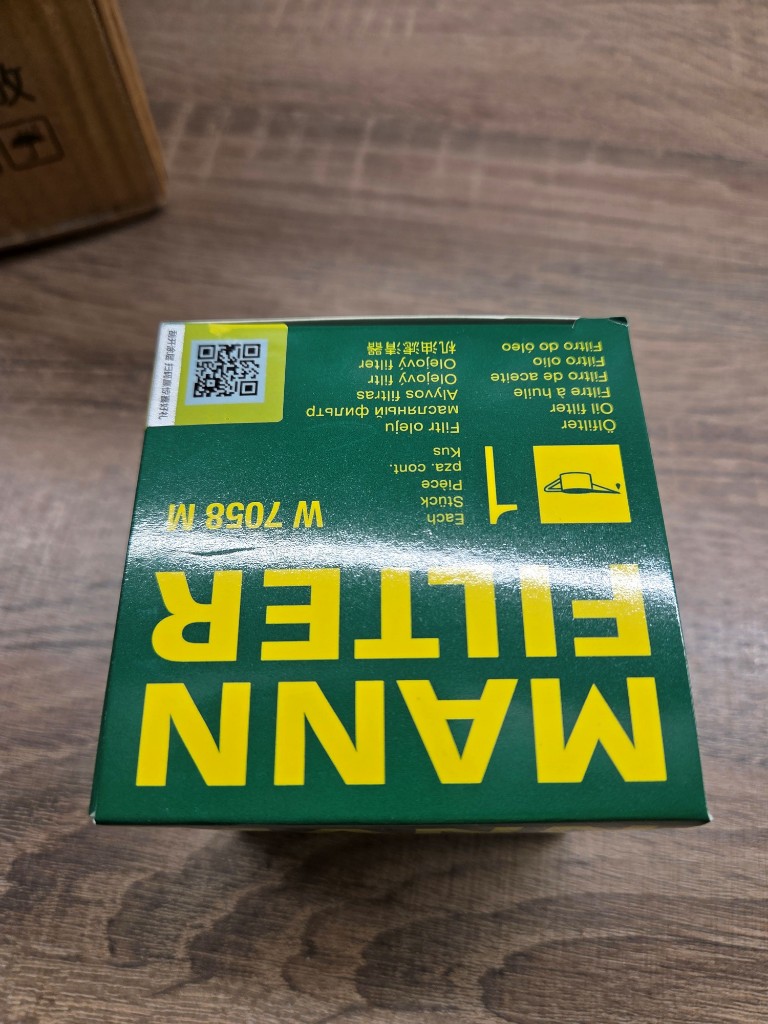 MANN
FILTER
1
Each
Stück
Pièce
pza. cont.
Kus
W 7058 M
Ölfilter
Oil filter
Filtre à huile
Filtro de aceite
Filtro olio
Filtro do óleo
Filtr oleju
масляный фильтр
Alyvos filtras
Olejový filtr
Olejový filter
机油滤清器